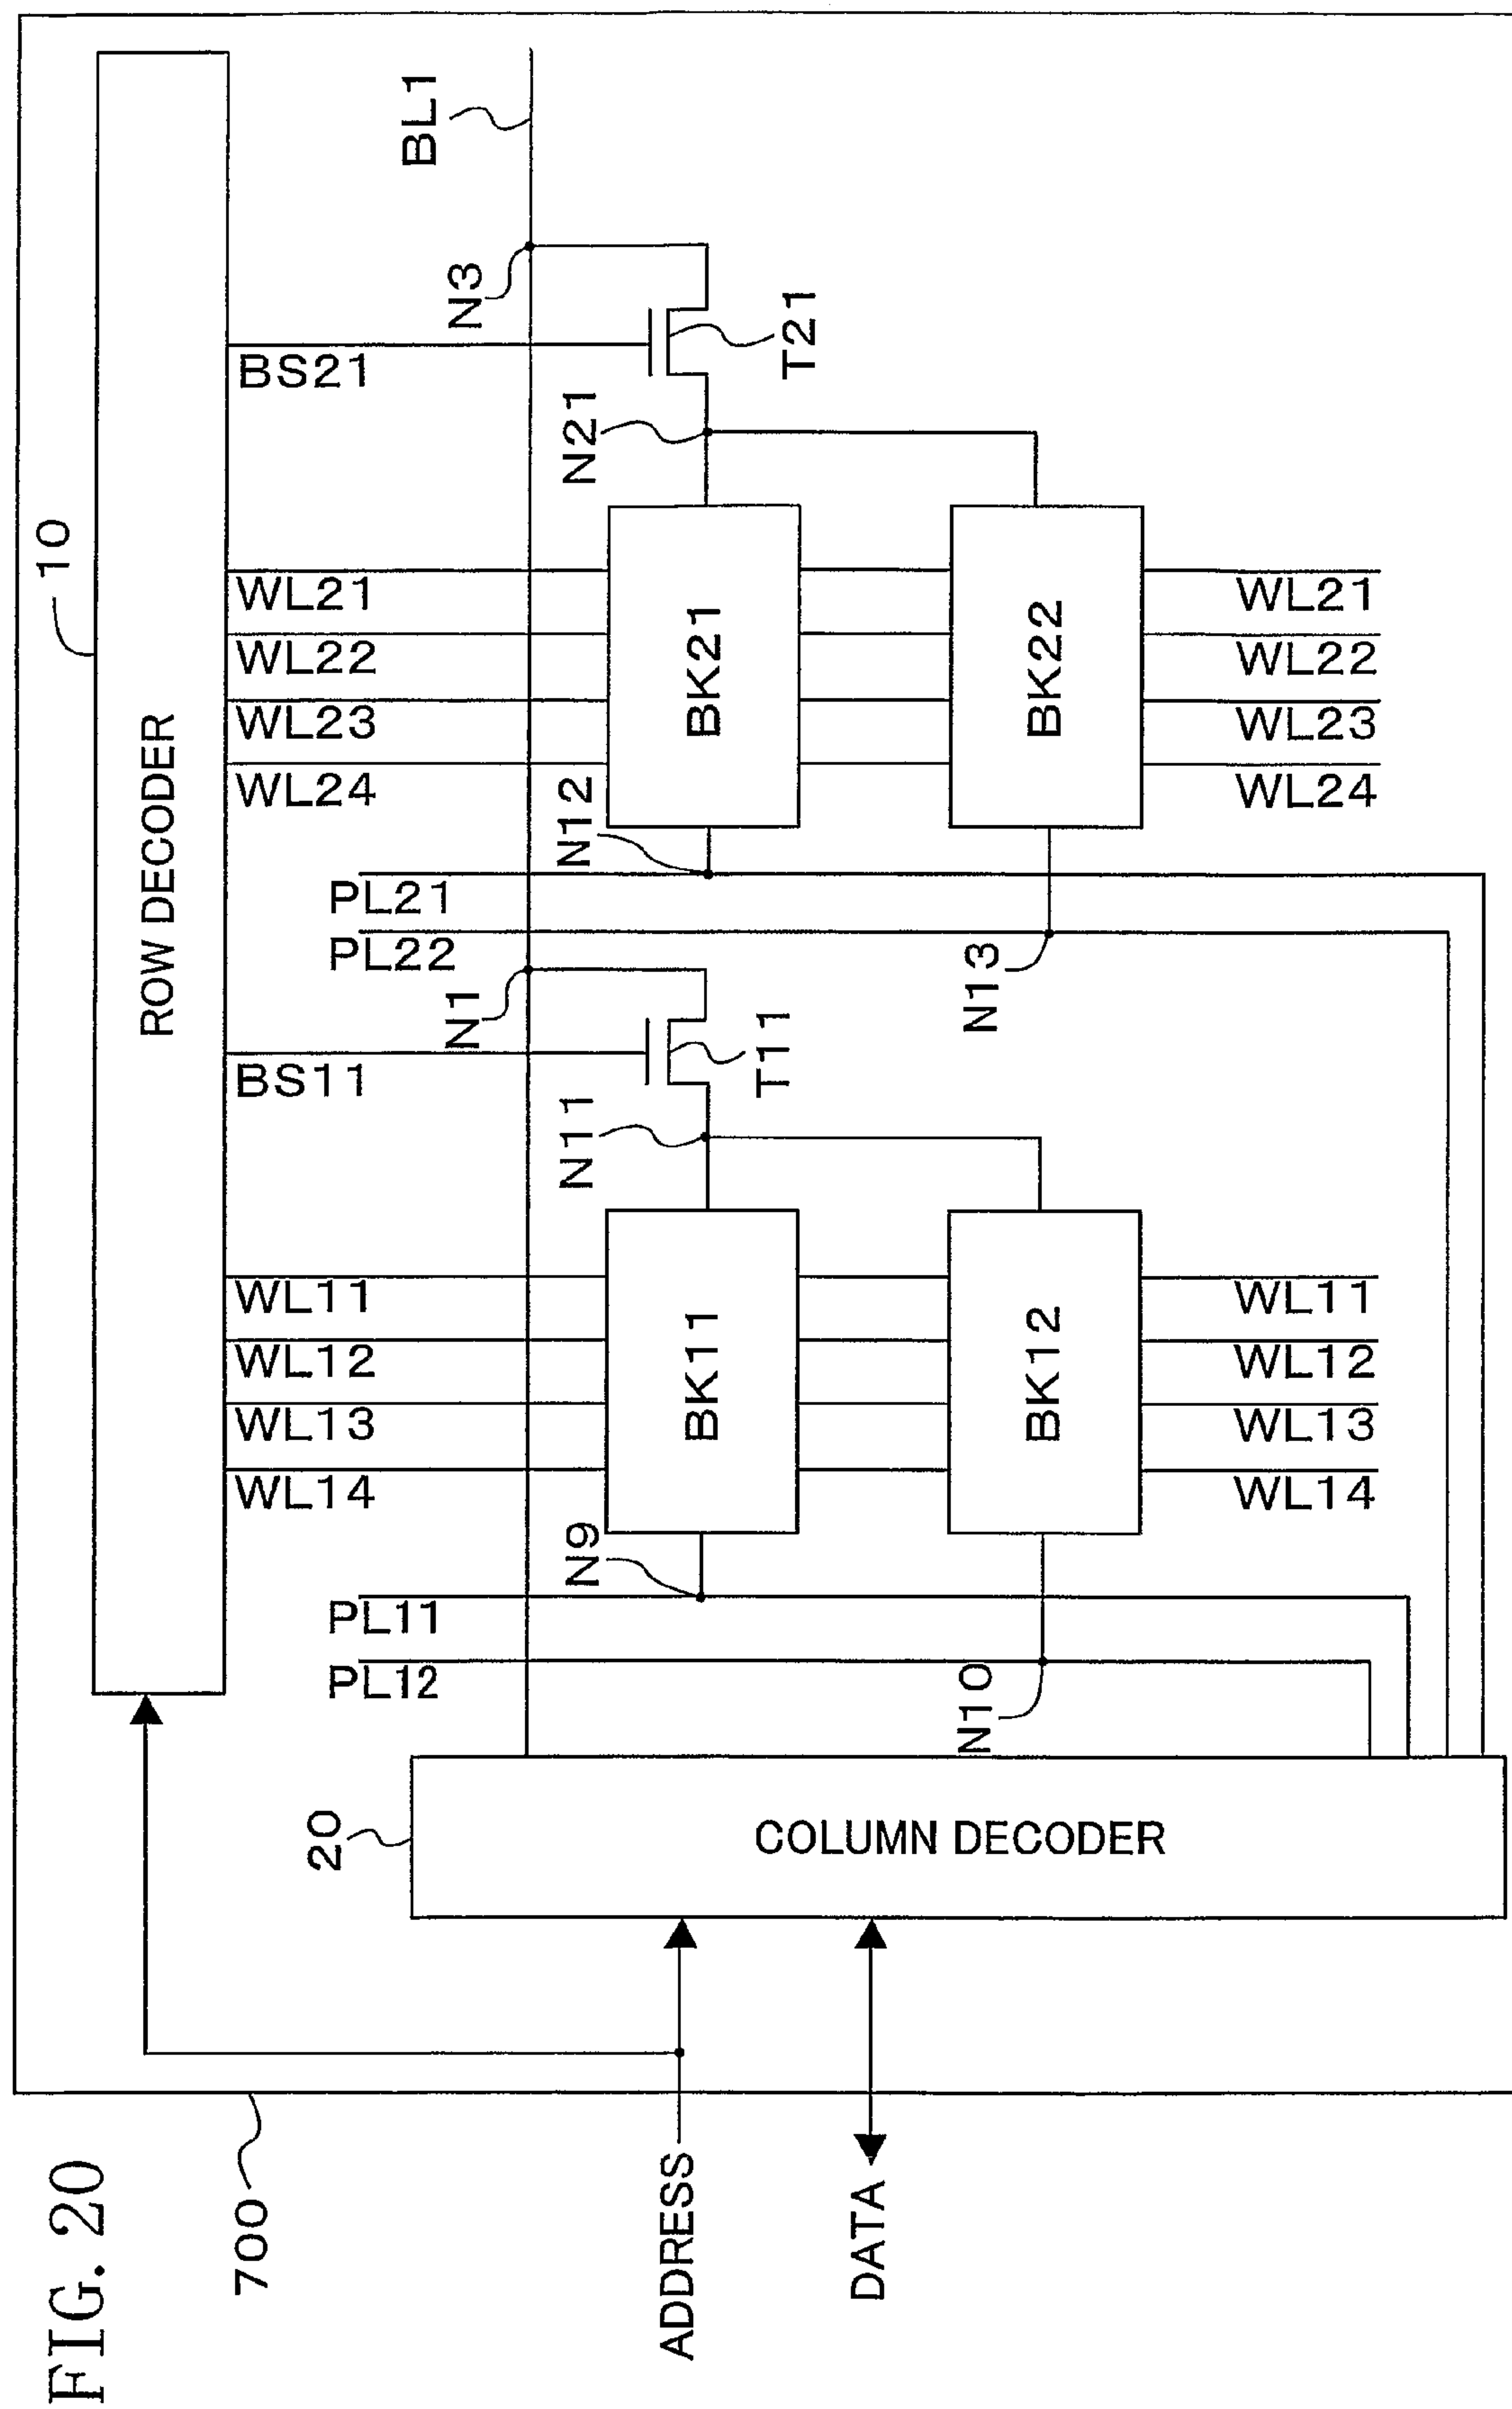 FIG. 20
700
10
ROW DECODER
BL1
N3
BS21
T21
N21
WL21
WL22
WL23
WL24
BK21
BK22
WL21
WL22
WL23
WL24
N12
PL21
PL22
N13
N1
BS11
T11
N11
WL11
WL12
WL13
WL14
BK11
BK12
WL11
WL12
WL13
WL14
N9
PL11
PL12
N10
20
COLUMN DECODER
ADDRESS
DATA